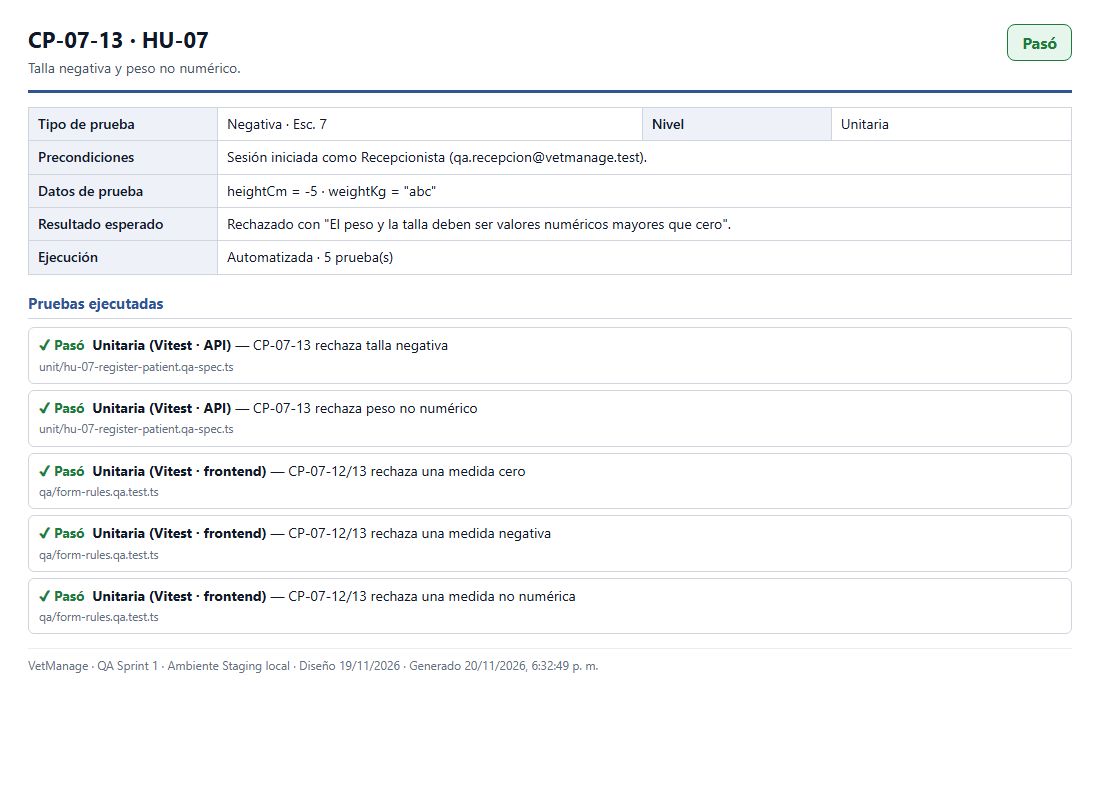 CP-07-13 · HU-07
Pasó
Talla negativa y peso no numérico.
Tipo de prueba Negativa · Esc. 7 Nivel Unitaria
Precondiciones Sesión iniciada como Recepcionista (qa.recepcion@vetmanage.test).
Datos de prueba heightCm = -5 · weightKg = "abc"
Resultado esperado Rechazado con "El peso y la talla deben ser valores numéricos mayores que cero".
Ejecución Automatizada · 5 prueba(s)
Pruebas ejecutadas
✓ Pasó Unitaria (Vitest · API) — CP-07-13 rechaza talla negativa
unit/hu-07-register-patient.qa-spec.ts
✓ Pasó Unitaria (Vitest · API) — CP-07-13 rechaza peso no numérico
unit/hu-07-register-patient.qa-spec.ts
✓ Pasó Unitaria (Vitest · frontend) — CP-07-12/13 rechaza una medida cero
qa/form-rules.qa.test.ts
✓ Pasó Unitaria (Vitest · frontend) — CP-07-12/13 rechaza una medida negativa
qa/form-rules.qa.test.ts
✓ Pasó Unitaria (Vitest · frontend) — CP-07-12/13 rechaza una medida no numérica
qa/form-rules.qa.test.ts
VetManage · QA Sprint 1 · Ambiente Staging local · Diseño 19/11/2026 · Generado 20/11/2026, 6:32:49 p. m.